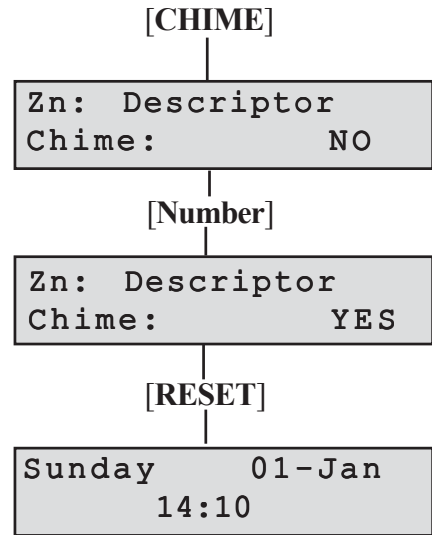 [CHIME]
Zn: Descriptor
Chime: NO
[Number]
Zn: Descriptor
Chime: YES
[RESET]
Sunday 01-Jan
14:10